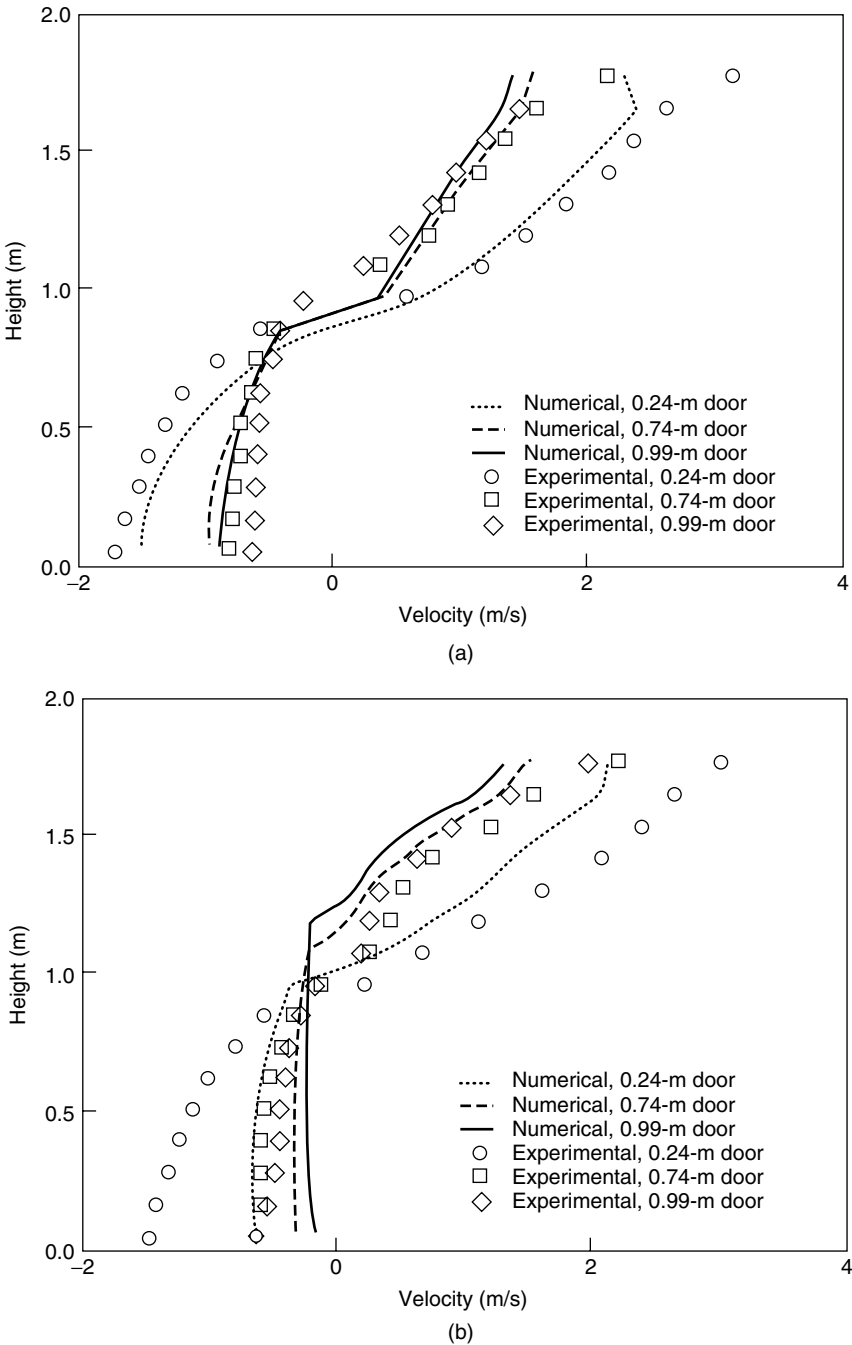 2.0
1.5
1.0
0.5
0.0
Height (m)
Numerical, 0.24-m door
Numerical, 0.74-m door
Numerical, 0.99-m door
Experimental, 0.24-m door
Experimental, 0.74-m door
Experimental, 0.99-m door
−2
0
2
4
Velocity (m/s)
(a)
2.0
1.5
1.0
0.5
0.0
Height (m)
Numerical, 0.24-m door
Numerical, 0.74-m door
Numerical, 0.99-m door
Experimental, 0.24-m door
Experimental, 0.74-m door
Experimental, 0.99-m door
−2
0
2
4
Velocity (m/s)
(b)